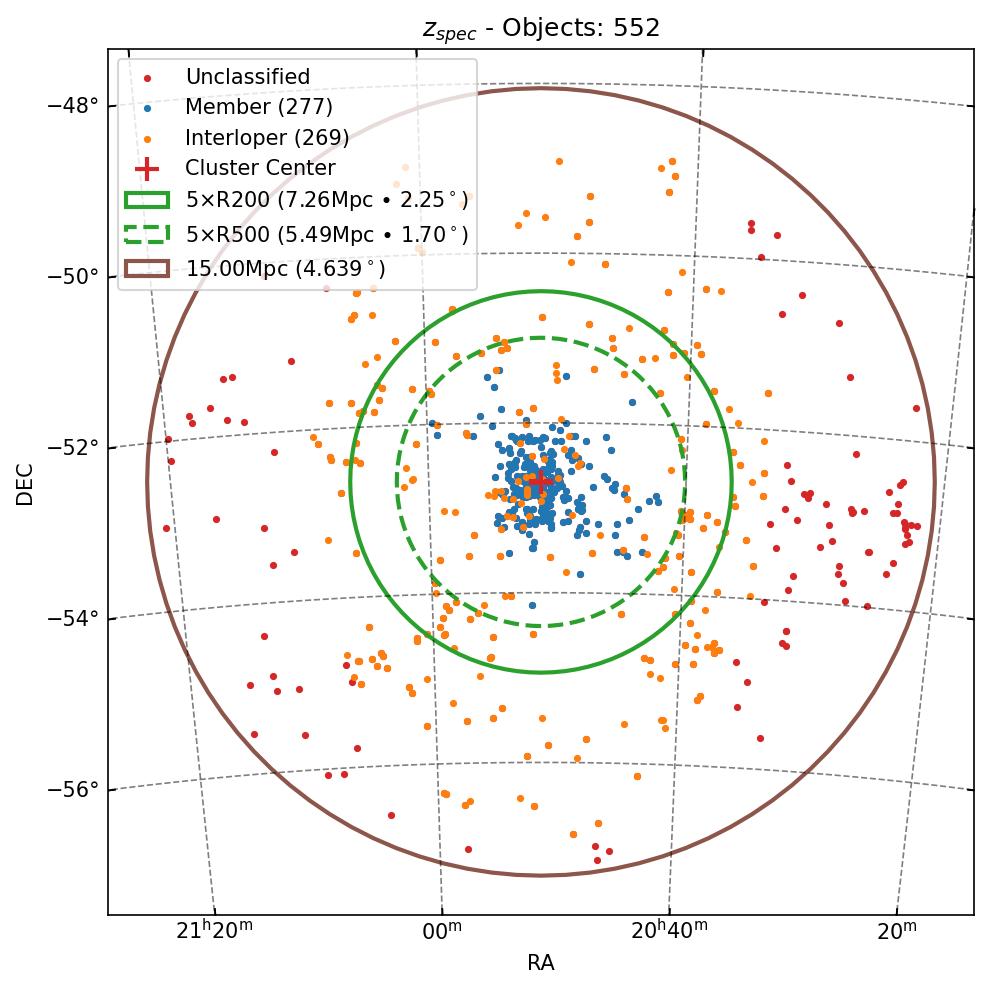 z_spec - Objects: 552
Unclassified
Member (277)
Interloper (269)
Cluster Center
5×R200 (7.26Mpc • 2.25°)
5×R500 (5.49Mpc • 1.70°)
15.00Mpc (4.639°)
−48°
−50°
−52°
−54°
−56°
DEC
21ʰ20ᵐ 00ᵐ 20ʰ40ᵐ 20ᵐ
RA